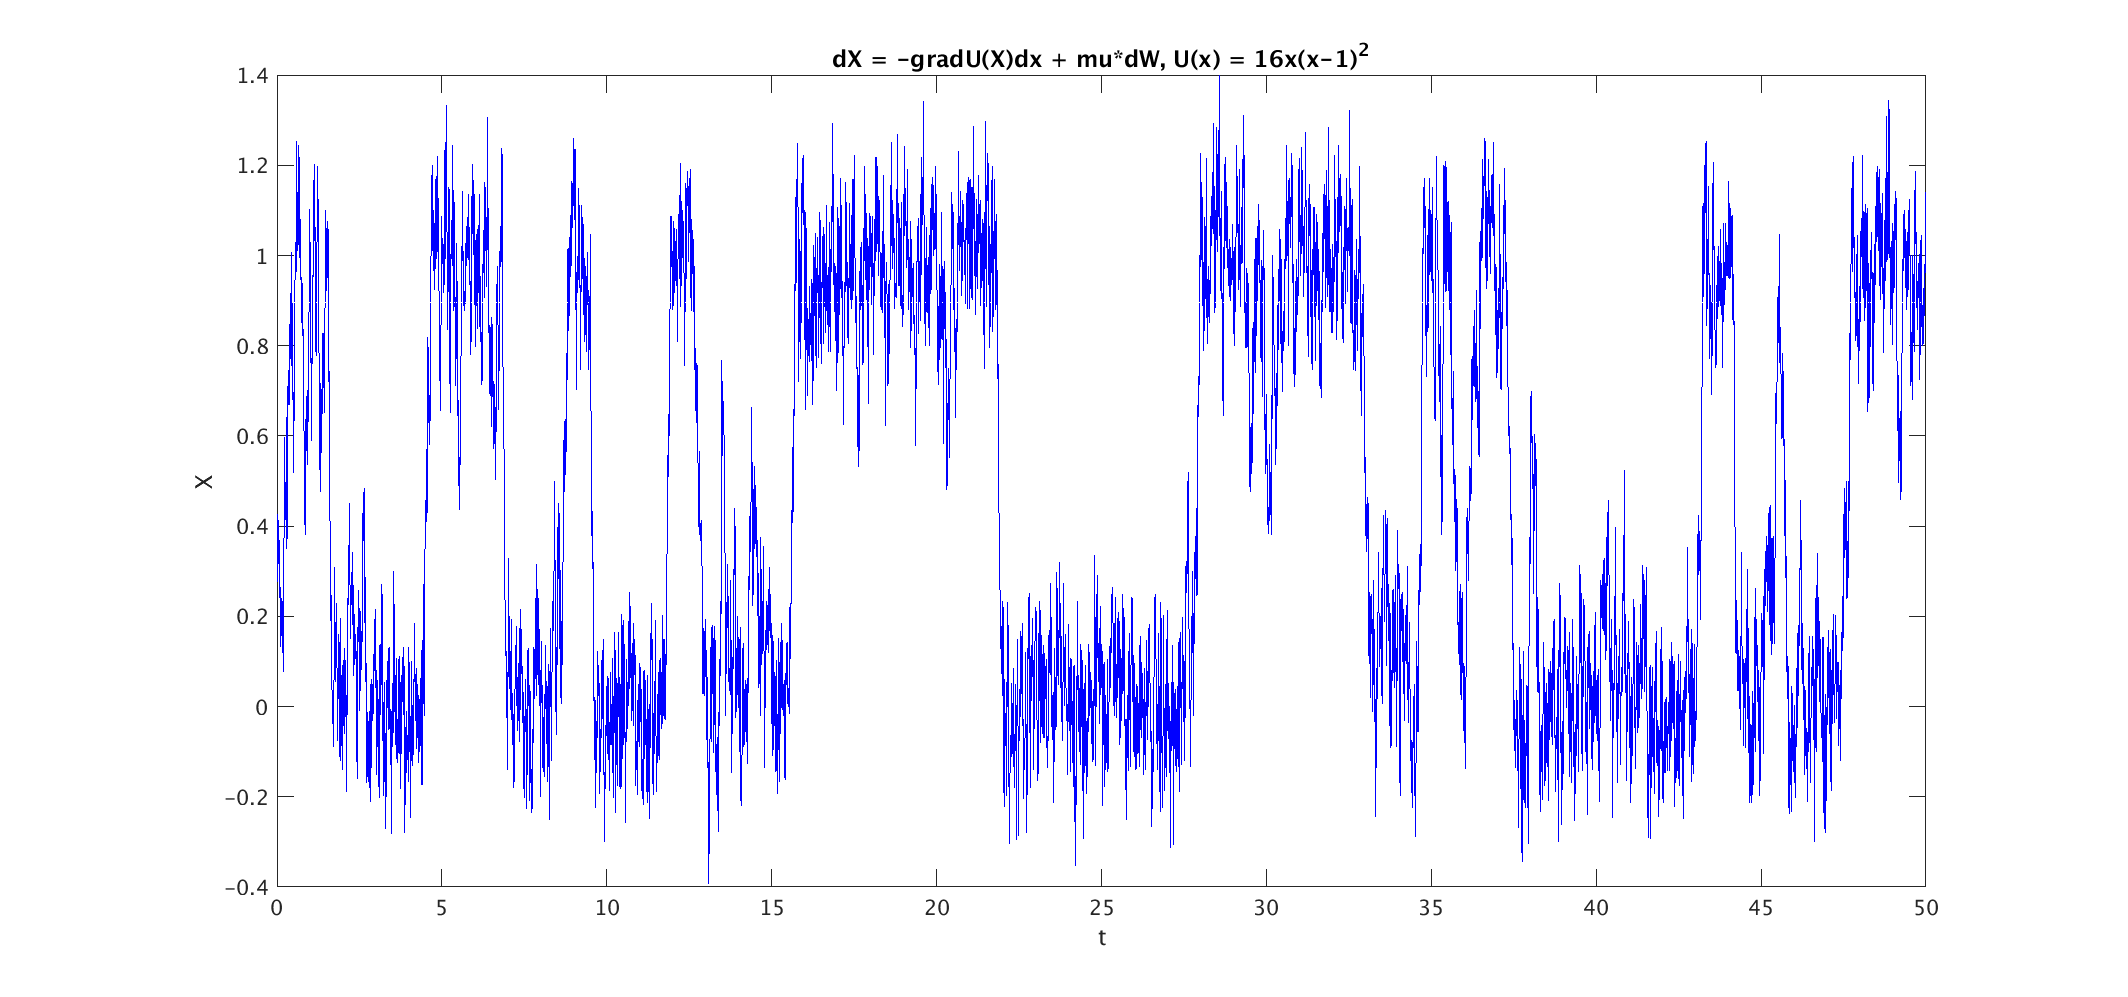 dX = -gradU(X)dx + mu*dW, U(x) = 16x(x-1)²
1.4
1.2
1
0.8
0.6
0.4
0.2
0
-0.2
-0.4
X
0 5 10 15 20 25 30 35 40 45 50
t